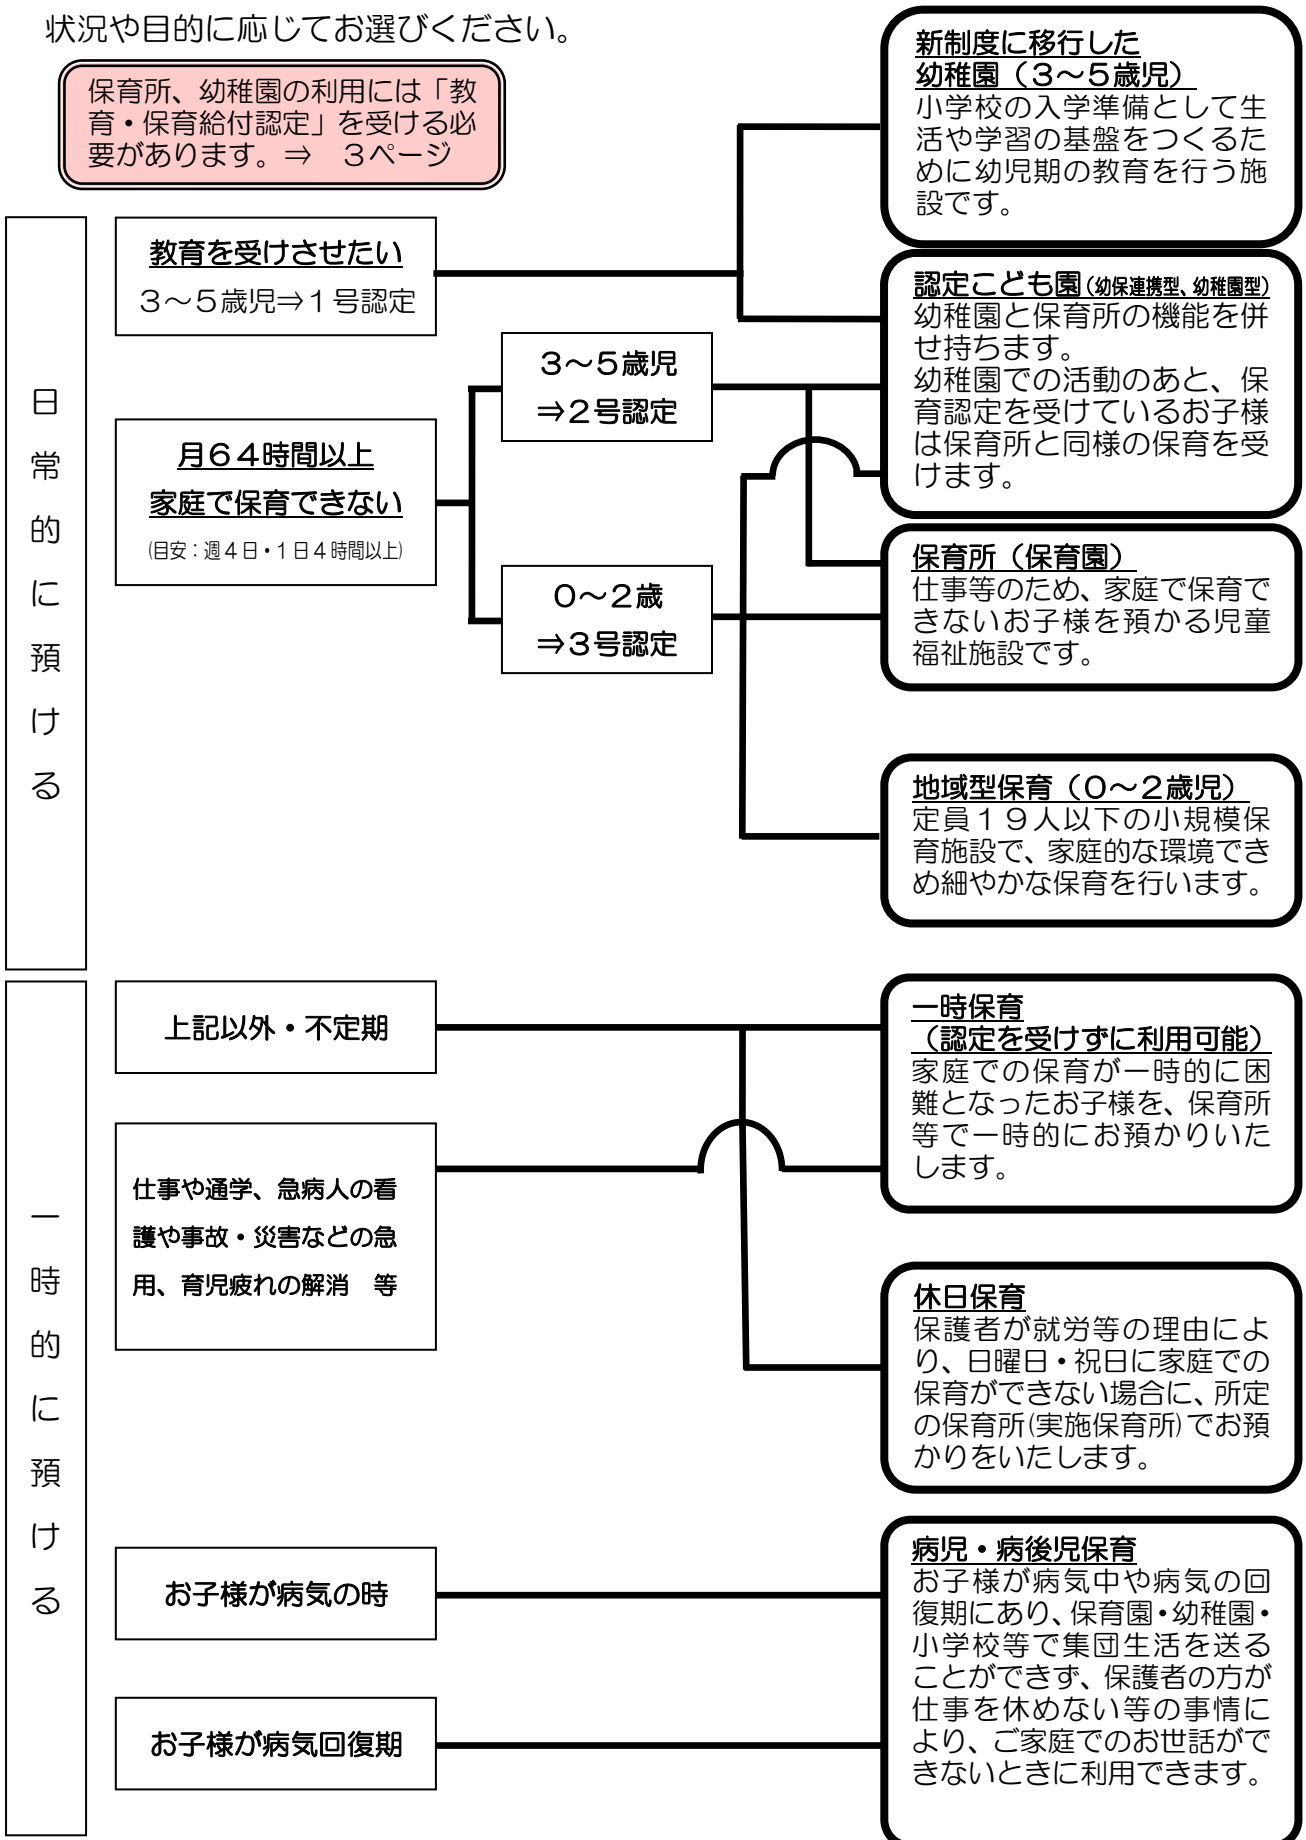 状況や目的に応じてお選びください。
保育所、幼稚園の利用には「教
育・保育給付認定」を受ける必
要があります。⇒　３ページ
日常的に預ける
教育を受けさせたい
３～５歳児⇒１号認定
月６４時間以上
家庭で保育できない
(目安：週４日・１日４時間以上)
３～５歳児
⇒２号認定
０～２歳
⇒３号認定
新制度に移行した
幼稚園（３～５歳児）
小学校の入学準備として生
活や学習の基盤をつくるた
めに幼児期の教育を行う施
設です。
認定こども園(幼保連携型、幼稚園型)
幼稚園と保育所の機能を併
せ持ちます。
幼稚園での活動のあと、保
育認定を受けているお子様
は保育所と同様の保育を受
けます。
保育所（保育園）
仕事等のため、家庭で保育で
きないお子様を預かる児童
福祉施設です。
地域型保育（０～２歳児）
定員１９人以下の小規模保
育施設で、家庭的な環境でき
め細やかな保育を行います。
一時的に預ける
上記以外・不定期
仕事や通学、急病人の看
護や事故・災害などの急
用、育児疲れの解消　等
お子様が病気の時
お子様が病気回復期
一時保育
（認定を受けずに利用可能）
家庭での保育が一時的に困
難となったお子様を、保育所
等で一時的にお預かりいた
します。
休日保育
保護者が就労等の理由によ
り、日曜日・祝日に家庭での
保育ができない場合に、所定
の保育所(実施保育所)でお預
かりをいたします。
病児・病後児保育
お子様が病気中や病気の回
復期にあり、保育園・幼稚園・
小学校等で集団生活を送る
ことができず、保護者の方が
仕事を休めない等の事情に
より、ご家庭でのお世話がで
きないときに利用できます。